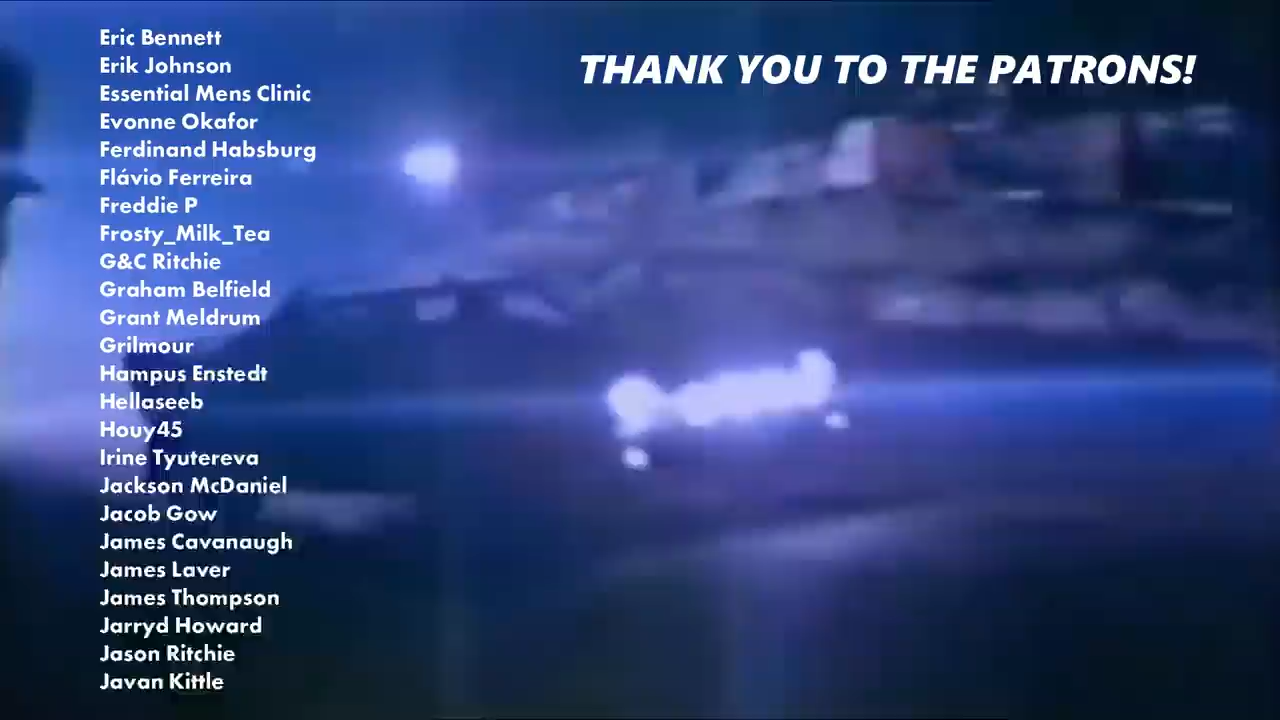 THANK YOU TO THE PATRONS!
Eric Bennett
Erik Johnson
Essential Mens Clinic
Evonne Okafor
Ferdinand Habsburg
Flávio Ferreira
Freddie P
Frosty_Milk_Tea
G&C Ritchie
Graham Belfield
Grant Meldrum
Grilmour
Hampus Enstedt
Hellaseeb
Houy45
Irine Tyutereva
Jackson McDaniel
Jacob Gow
James Cavanaugh
James Laver
James Thompson
Jarryd Howard
Jason Ritchie
Javan Kittle